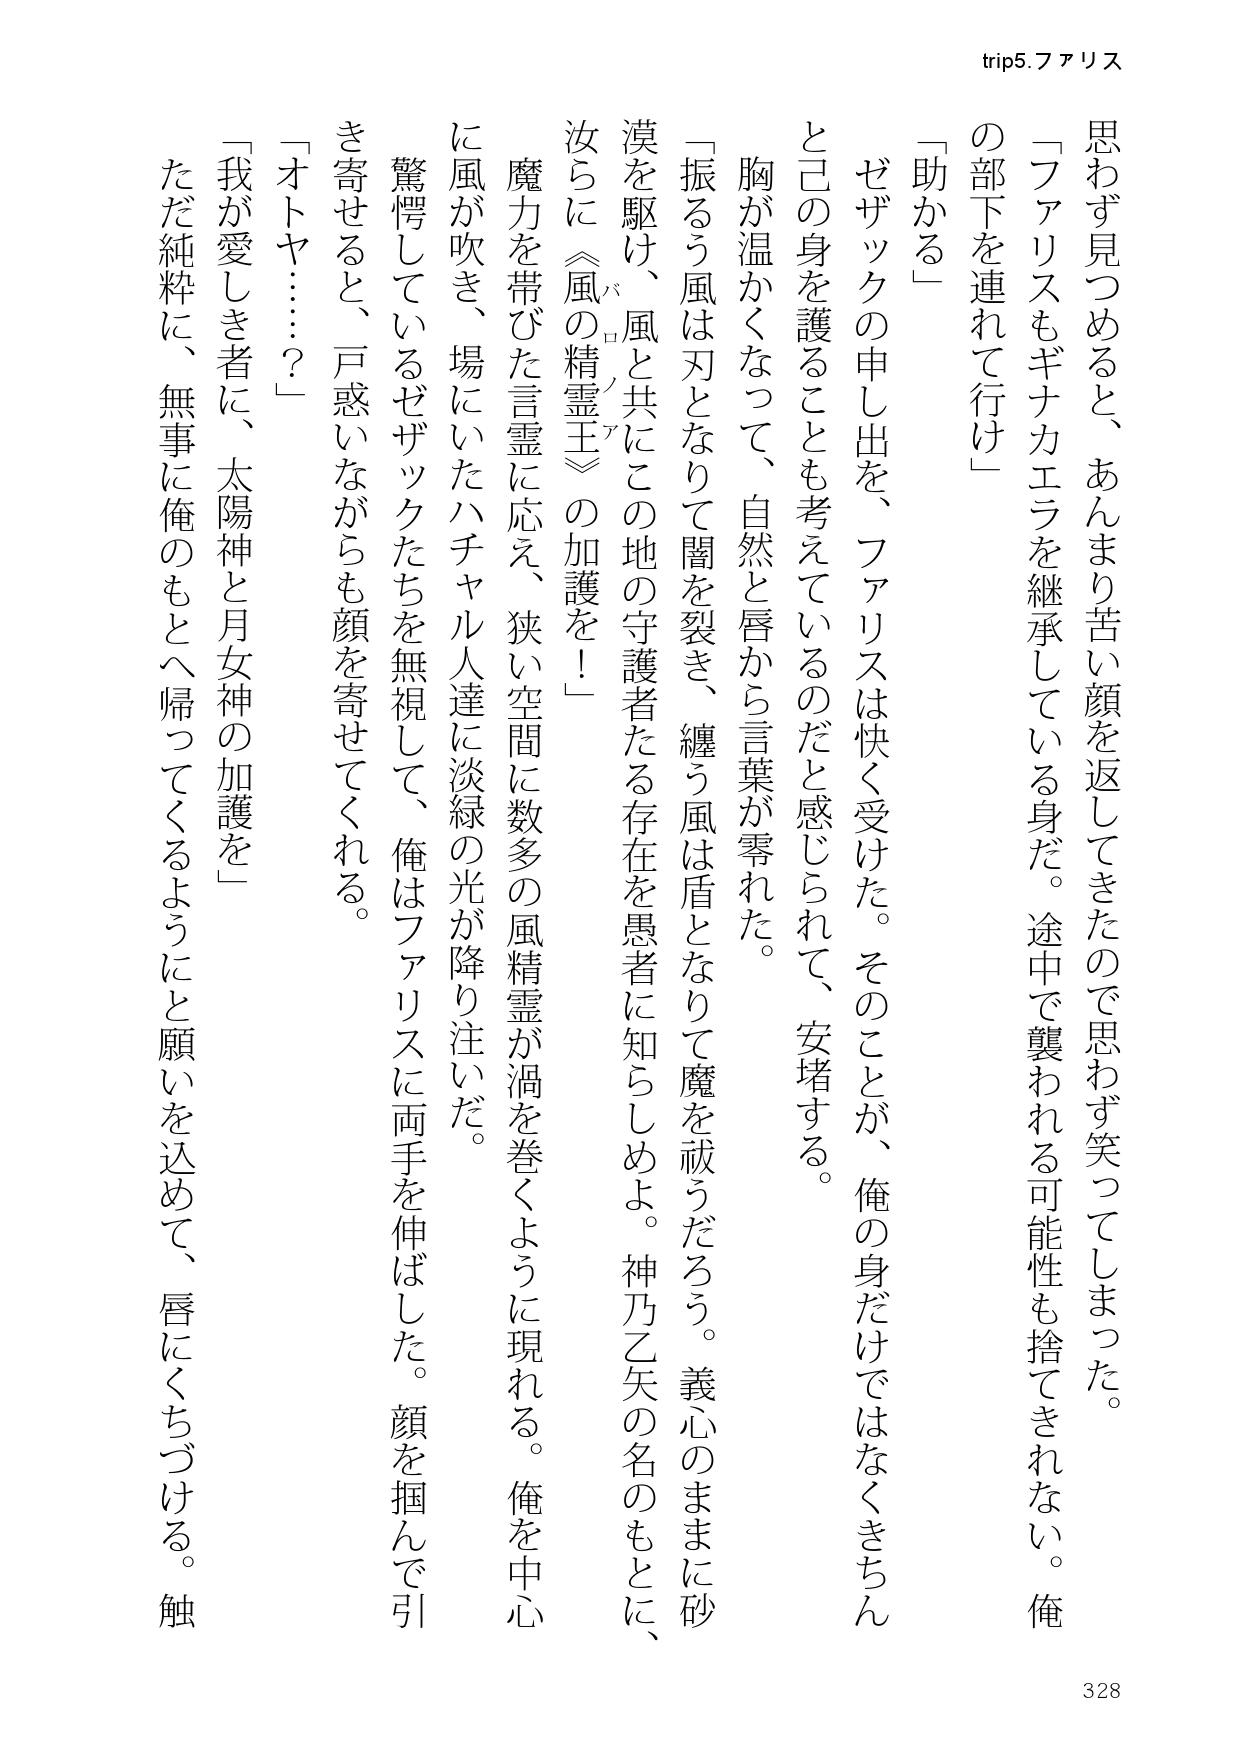 trip5.ファリス
思わず見つめると、あんまり苦い顔を返してきたので思わず笑ってしまった。
「ファリスもギナカエラを継承している身だ。途中で襲われる可能性も捨てきれない。俺
の部下を連れて行け」
「助かる」
ゼザックの申し出を、ファリスは快く受けた。そのことが、俺の身だけではなくきちん
と己の身を護ることも考えているのだと感じられて、安堵する。
胸が温かくなって、自然と唇から言葉が零れた。
「振るう風は刃となりて闇を裂き、纏う風は盾となりて魔を祓うだろう。義心のままに砂
漠を駆け、風と共にこの地の守護者たる存在を愚者に知らしめよ。神乃乙矢の名のもとに、
汝らに《風の精霊王》の加護を！」
バロノア
魔力を帯びた言霊に応え、狭い空間に数多の風精霊が渦を巻くように現れる。俺を中心
に風が吹き、場にいたハチャル人達に淡緑の光が降り注いだ。
驚愕しているゼザックたちを無視して、俺はファリスに両手を伸ばした。顔を掴んで引
き寄せると、戸惑いながらも顔を寄せてくれる。
「オトヤ……？」
「我が愛しき者に、太陽神と月女神の加護を」
ただ純粋に、無事に俺のもとへ帰ってくるようにと願いを込めて、唇にくちづける。触
328